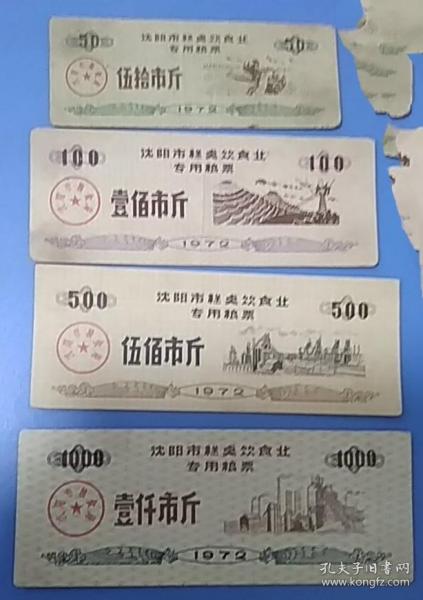 50 沈阳市糕点饮食业 50
专用粮票
伍拾市斤
1972
100 沈阳市糕点饮食业 100
专用粮票
壹佰市斤
1972
500 沈阳市糕点饮食业 500
专用粮票
伍佰市斤
1972
1000 沈阳市糕点饮食业 1000
专用粮票
壹仟市斤
1972
孔夫子旧书网
www.kongfz.com